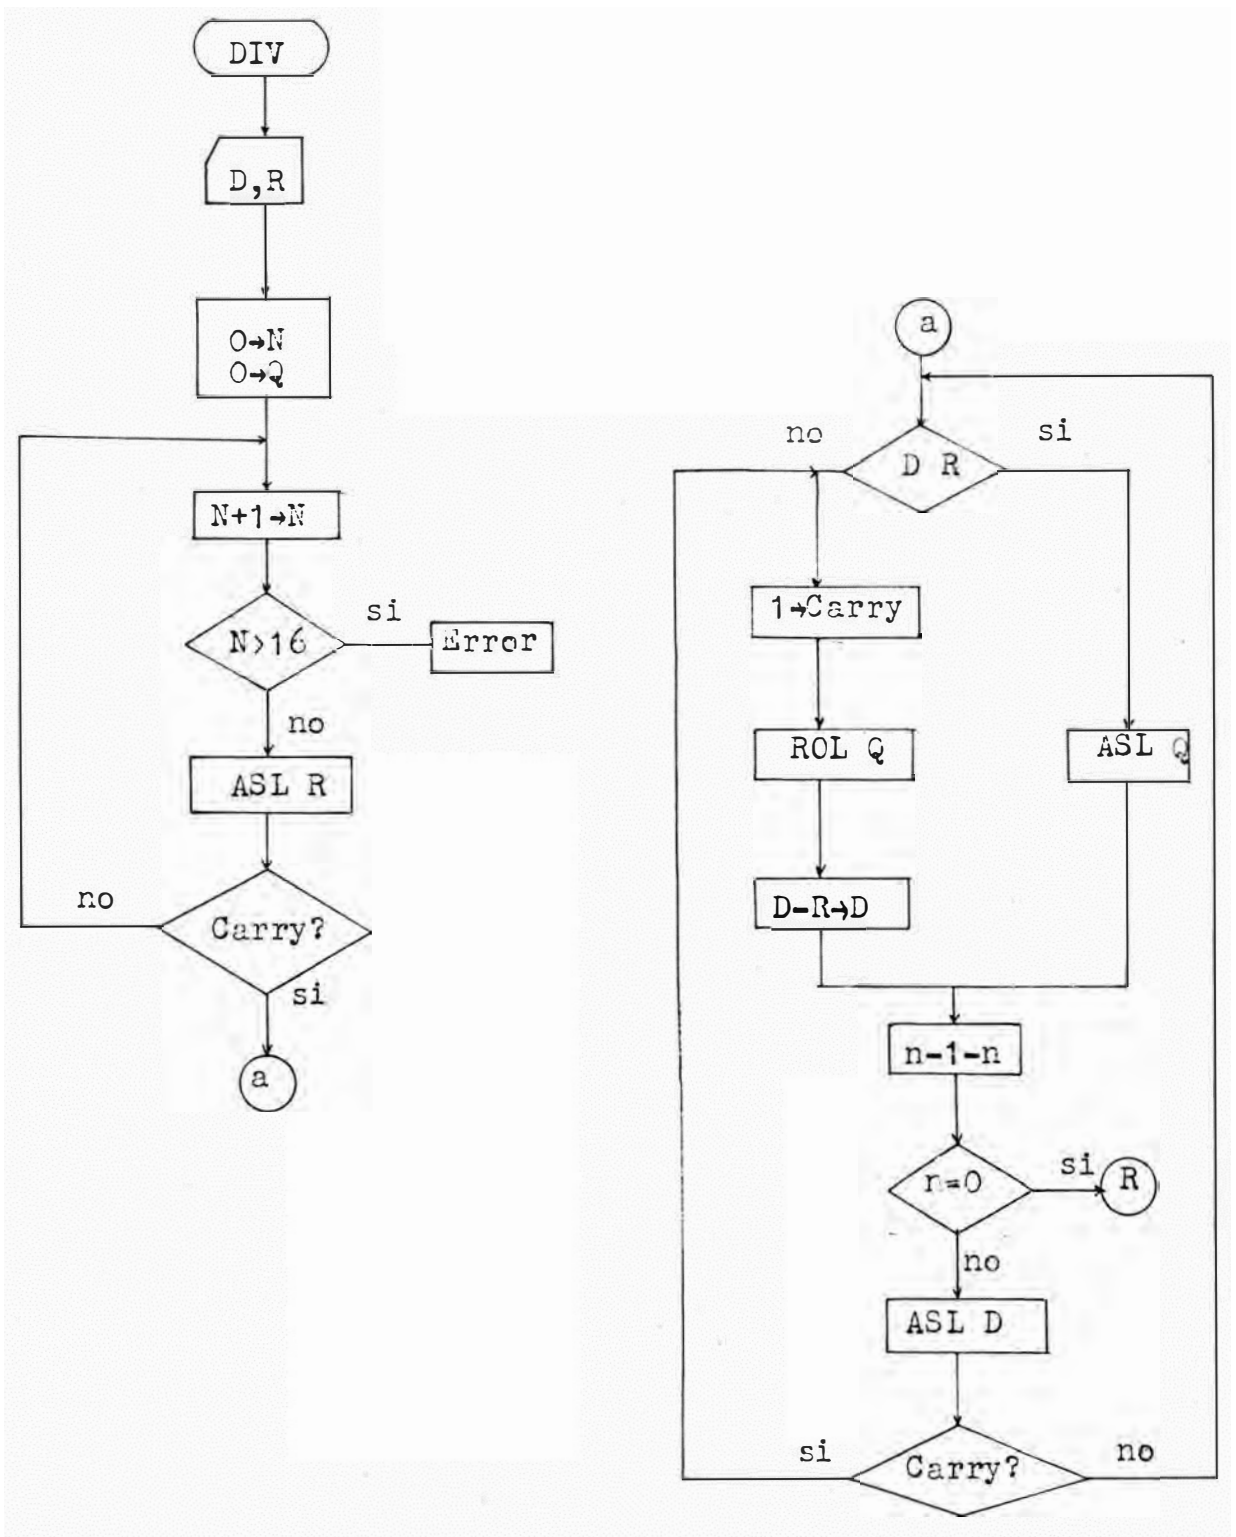 DIV
D,R
0→N
0→Q
N+1→N
N>16
si
Error
no
ASL R
no
Carry?
si
a
a
no
D R
si
1→Carry
ROL Q
ASL Q
D-R→D
n-1-n
n=0
si
R
no
ASL D
si
Carry?
no